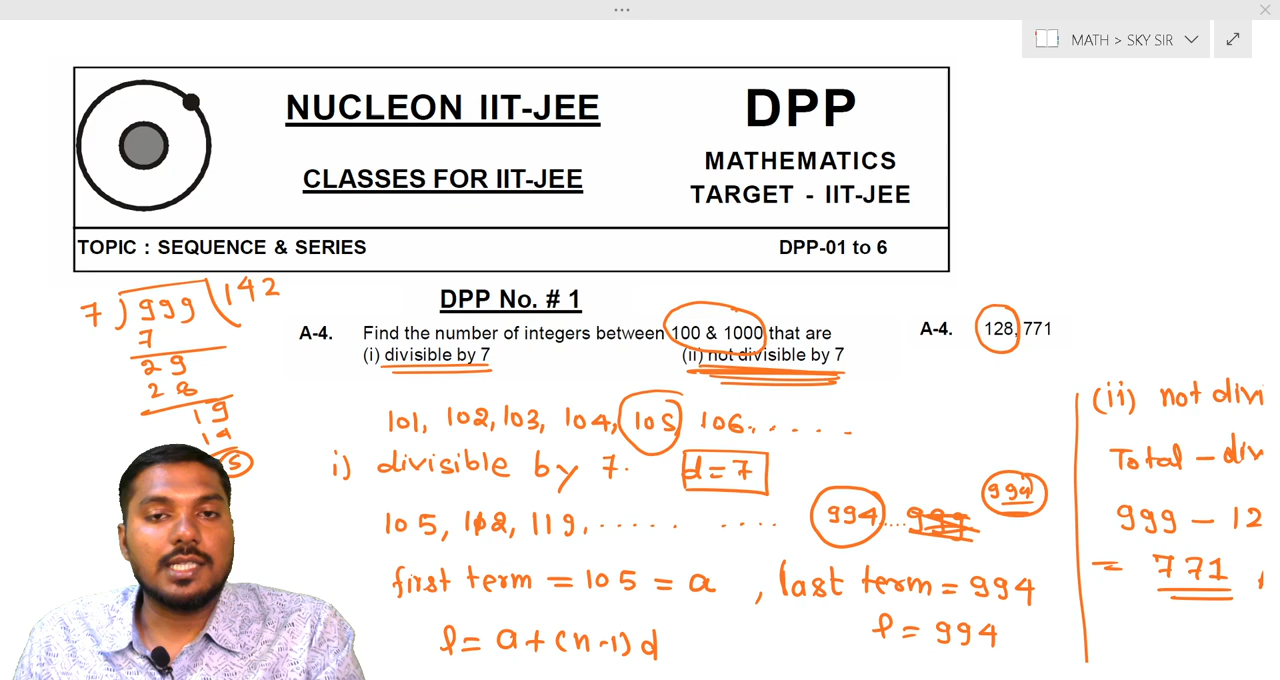 MATH > SKY SIR
NUCLEON IIT-JEE
CLASSES FOR IIT-JEE
DPP
MATHEMATICS
TARGET - IIT-JEE
TOPIC : SEQUENCE & SERIES
DPP-01 to 6
DPP No. # 1
A-4. Find the number of integers between 100 & 1000 that are
(i) divisible by 7 (ii) not divisible by 7
A-4. 128, 771
7 ) 999 ( 142
7
29
28
19
14
5
101, 102, 103, 104, 105, 106.....
i) divisible by 7. d = 7
105, 112, 119, ..... .... 994 .... 999
994
first term = 105 = a , last term = 994
l = a + (n-1) d
l = 994
(ii) not divi
Total - div
999 - 12
= 771